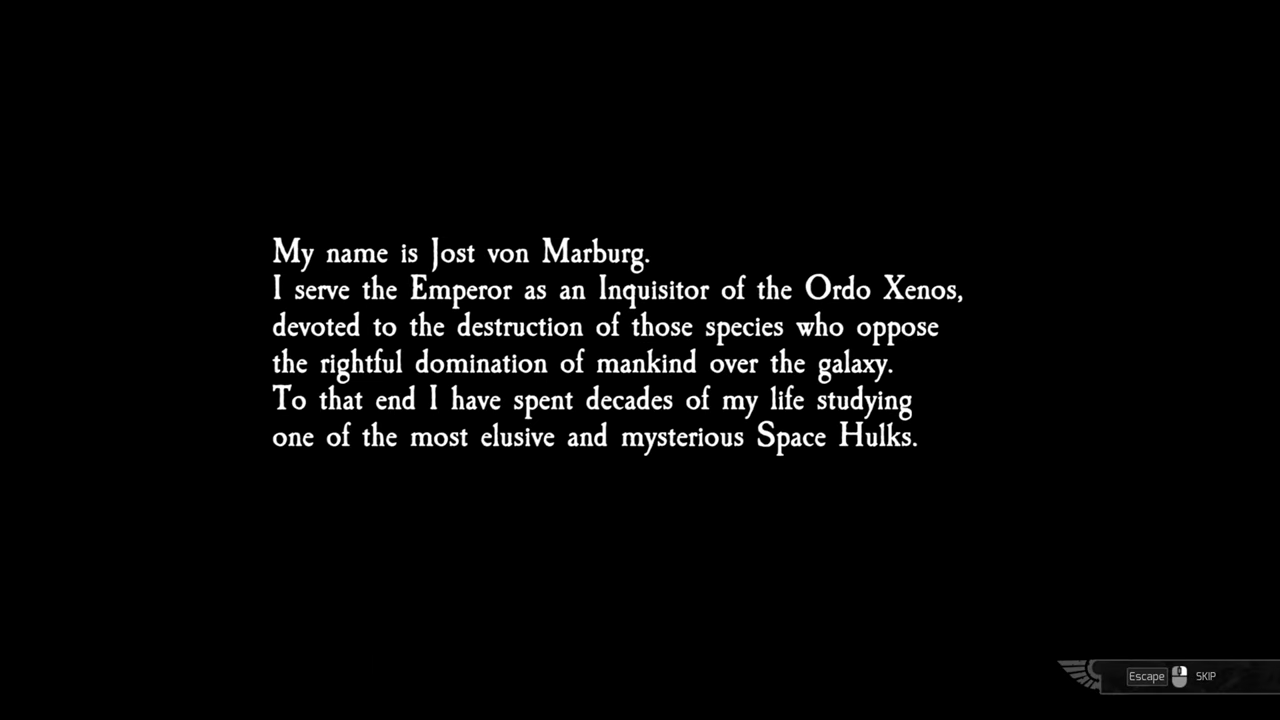 My name is Jost von Marburg.
I serve the Emperor as an Inquisitor of the Ordo Xenos,
devoted to the destruction of those species who oppose
the rightful domination of mankind over the galaxy.
To that end I have spent decades of my life studying
one of the most elusive and mysterious Space Hulks.
Escape SKIP